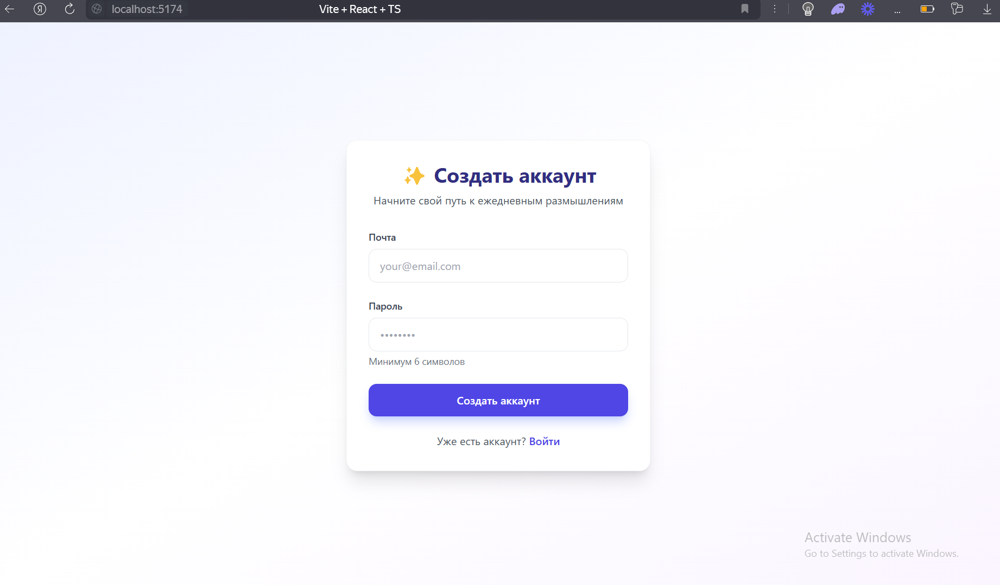 localhost:5174
Vite + React + TS
Создать аккаунт
Начните свой путь к ежедневным размышлениям
Почта
your@email.com
Пароль
••••••••
Минимум 6 символов
Создать аккаунт
Уже есть аккаунт? Войти
Activate Windows
Go to Settings to activate Windows.